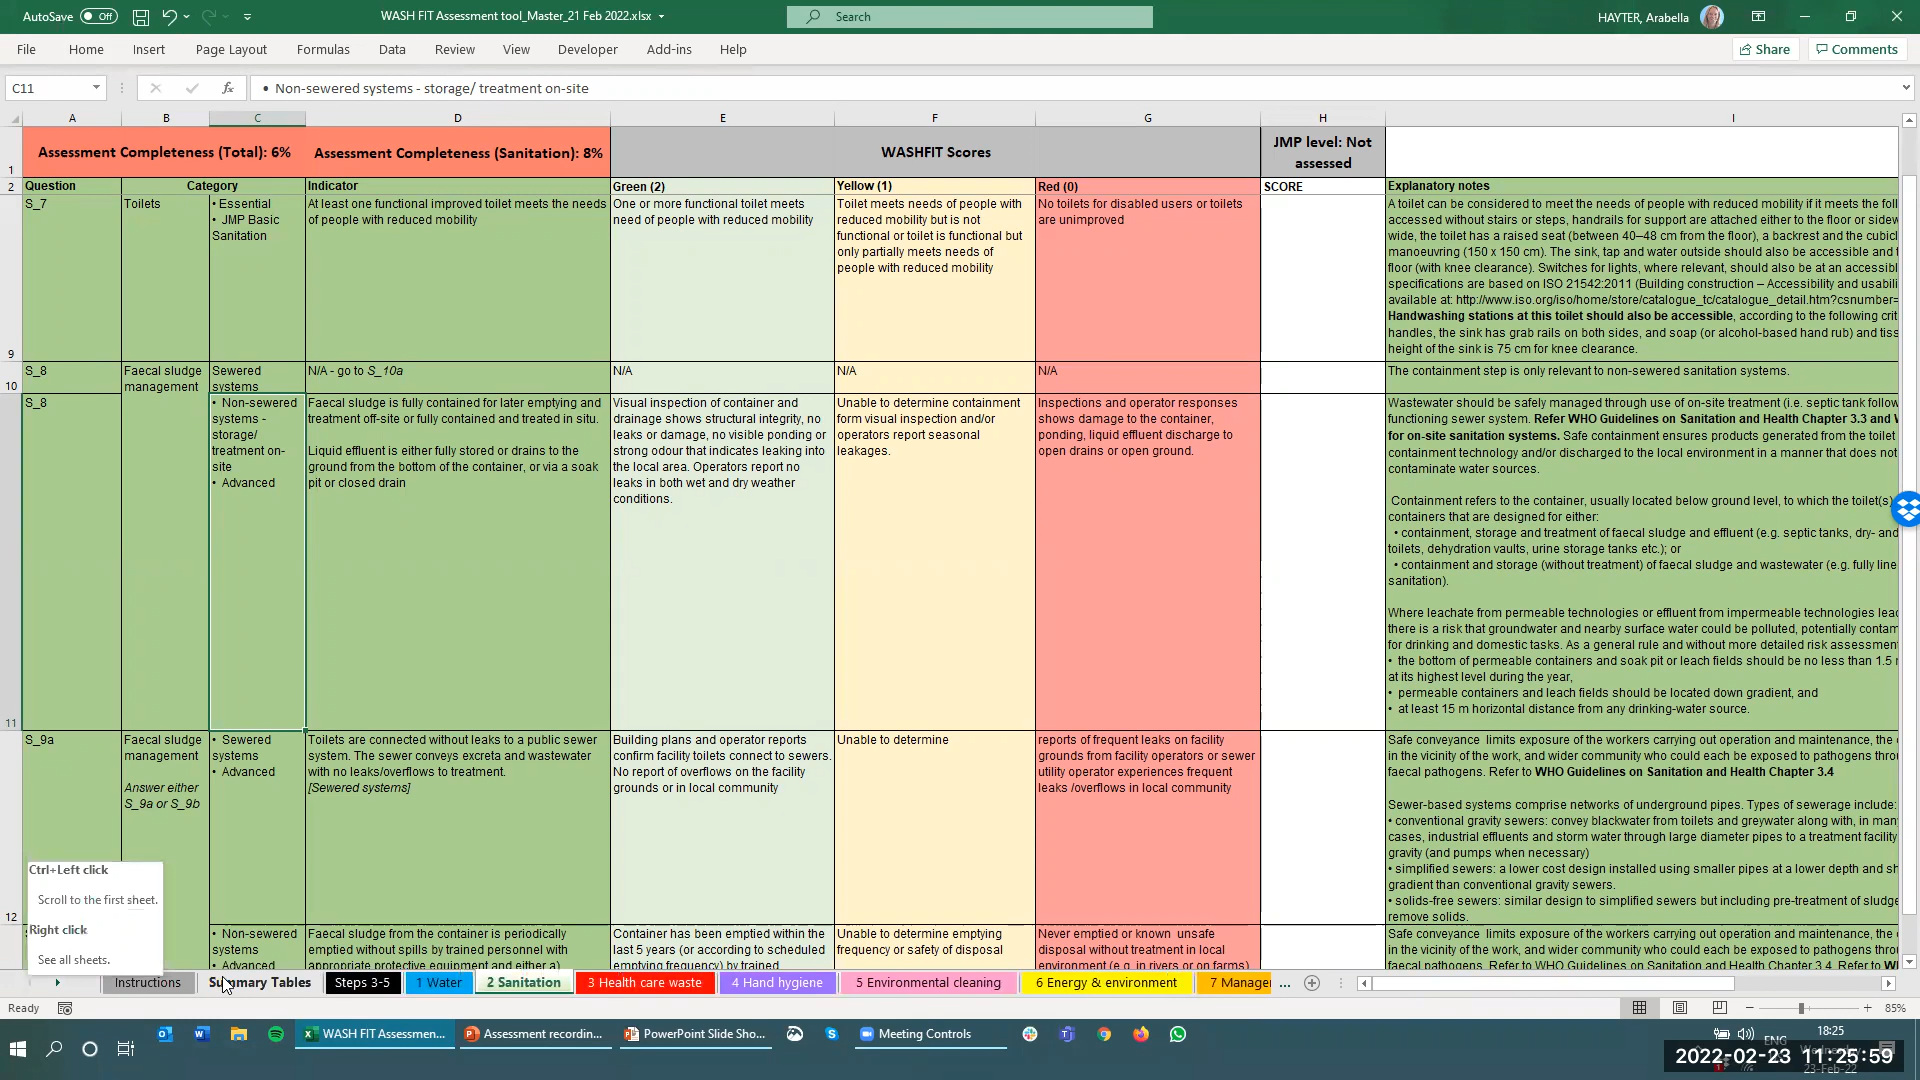 AutoSave Off
WASH FIT Assessment tool_Master_21 Feb 2022.xlsx
Search
HAYTER, Arabella
File Home Insert Page Layout Formulas Data Review View Developer Add-ins Help
Share Comments
C11
fx
• Non-sewered systems - storage/ treatment on-site
A B C D E F G H I
1
Assessment Completeness (Total): 6%
Assessment Completeness (Sanitation): 8%
WASHFIT Scores
JMP level: Not
assessed
2
Question
Category
Indicator
Green (2)
Yellow (1)
Red (0)
SCORE
Explanatory notes
9
S_7
Toilets
• Essential
• JMP Basic
Sanitation
At least one functional improved toilet meets the needs
of people with reduced mobility
One or more functional toilet meets
need of people with reduced mobility
Toilet meets needs of people with
reduced mobility but is not
functional or toilet is functional but
only partially meets needs of
people with reduced mobility
No toilets for disabled users or toilets
are unimproved
A toilet can be considered to meet the needs of people with reduced mobility if it meets the foll
accessed without stairs or steps, handrails for support are attached either to the floor or sidew
wide, the toilet has a raised seat (between 40–48 cm from the floor), a backrest and the cubicl
manoeuvring (150 x 150 cm). The sink, tap and water outside should also be accessible and t
floor (with knee clearance). Switches for lights, where relevant, should also be at an accessibl
specifications are based on ISO 21542:2011 (Building construction – Accessibility and usabili
available at: http://www.iso.org/iso/home/store/catalogue_tc/catalogue_detail.htm?csnumber=
Handwashing stations at this toilet should also be accessible, according to the following crit
handles, the sink has grab rails on both sides, and soap (or alcohol-based hand rub) and tiss
height of the sink is 75 cm for knee clearance.
10
S_8
Faecal sludge
management
Sewered
systems
N/A - go to S_10a
N/A
N/A
N/A
The containment step is only relevant to non-sewered sanitation systems.
11
S_8
• Non-sewered
systems -
storage/
treatment on-
site
• Advanced
Faecal sludge is fully contained for later emptying and
treatment off-site or fully contained and treated in situ.
Liquid effluent is either fully stored or drains to the
ground from the bottom of the container, or via a soak
pit or closed drain
Visual inspection of container and
drainage shows structural integrity, no
leaks or damage, no visible ponding or
strong odour that indicates leaking into
the local area. Operators report no
leaks in both wet and dry weather
conditions.
Unable to determine containment
form visual inspection and/or
operators report seasonal
leakages.
Inspections and operator responses
shows damage to the container,
ponding, liquid effluent discharge to
open drains or open ground.
Wastewater should be safely managed through use of on-site treatment (i.e. septic tank follow
functioning sewer system. Refer WHO Guidelines on Sanitation and Health Chapter 3.3 and W
for on-site sanitation systems. Safe containment ensures products generated from the toilet
containment technology and/or discharged to the local environment in a manner that does not
contaminate water sources.
Containment refers to the container, usually located below ground level, to which the toilet(s)
containers that are designed for either:
• containment, storage and treatment of faecal sludge and effluent (e.g. septic tanks, dry- and
toilets, dehydration vaults, urine storage tanks etc.); or
• containment and storage (without treatment) of faecal sludge and wastewater (e.g. fully line
sanitation).
Where leachate from permeable technologies or effluent from impermeable technologies leac
there is a risk that groundwater and nearby surface water could be polluted, potentially contam
for drinking and domestic tasks. As a general rule and without more detailed risk assessment
• the bottom of permeable containers and soak pit or leach fields should be no less than 1.5 m
at its highest level during the year,
• permeable containers and leach fields should be located down gradient, and
• at least 15 m horizontal distance from any drinking-water source.
12
S_9a
Faecal sludge
management
Answer either
S_9a or S_9b
• Sewered
systems
• Advanced
Toilets are connected without leaks to a public sewer
system. The sewer conveys excreta and wastewater
with no leaks/overflows to treatment.
[Sewered systems]
Building plans and operator reports
confirm facility toilets connect to sewers.
No report of overflows on the facility
grounds or in local community
Unable to determine
reports of frequent leaks on facility
grounds from facility operators or sewer
utility operator experiences frequent
leaks /overflows in local community
Safe conveyance limits exposure of the workers carrying out operation and maintenance, the c
in the vicinity of the work, and wider community who could each be exposed to pathogens throu
faecal pathogens. Refer to WHO Guidelines on Sanitation and Health Chapter 3.4
Sewer-based systems comprise networks of underground pipes. Types of sewerage include:
• conventional gravity sewers: convey blackwater from toilets and greywater along with, in man
cases, industrial effluents and storm water through large diameter pipes to a treatment facility
gravity (and pumps when necessary)
• simplified sewers: a lower cost design installed using smaller pipes at a lower depth and sh
gradient than conventional gravity sewers.
• solids-free sewers: similar design to simplified sewers but including pre-treatment of sludge
remove solids.
• Non-sewered
systems
• Advanced
Faecal sludge from the container is periodically
emptied without spills by trained personnel with
appropriate protective equipment and either a)
Container has been emptied within the
last 5 years (or according to scheduled
emptying frequency) by trained
Unable to determine emptying
frequency or safety of disposal
Never emptied or known unsafe
disposal without treatment in local
environment (e.g. in rivers or on farms)
Safe conveyance limits exposure of the workers carrying out operation and maintenance, the c
in the vicinity of the work, and wider community who could each be exposed to pathogens throu
faecal pathogens. Refer to WHO Guidelines on Sanitation and Health Chapter 3.4. Refer to W
Ctrl+Left click
Scroll to the first sheet.
Right click
See all sheets.
Instructions Summary Tables Steps 3-5 1 Water 2 Sanitation 3 Health care waste 4 Hand hygiene 5 Environmental cleaning 6 Energy & environment 7 Manager ...
Ready
85%
WASH FIT Assessmen...
Assessment recordin...
PowerPoint Slide Sho...
Meeting Controls
ENG
18:25
23-Feb-22
2022-02-23 11:25:59